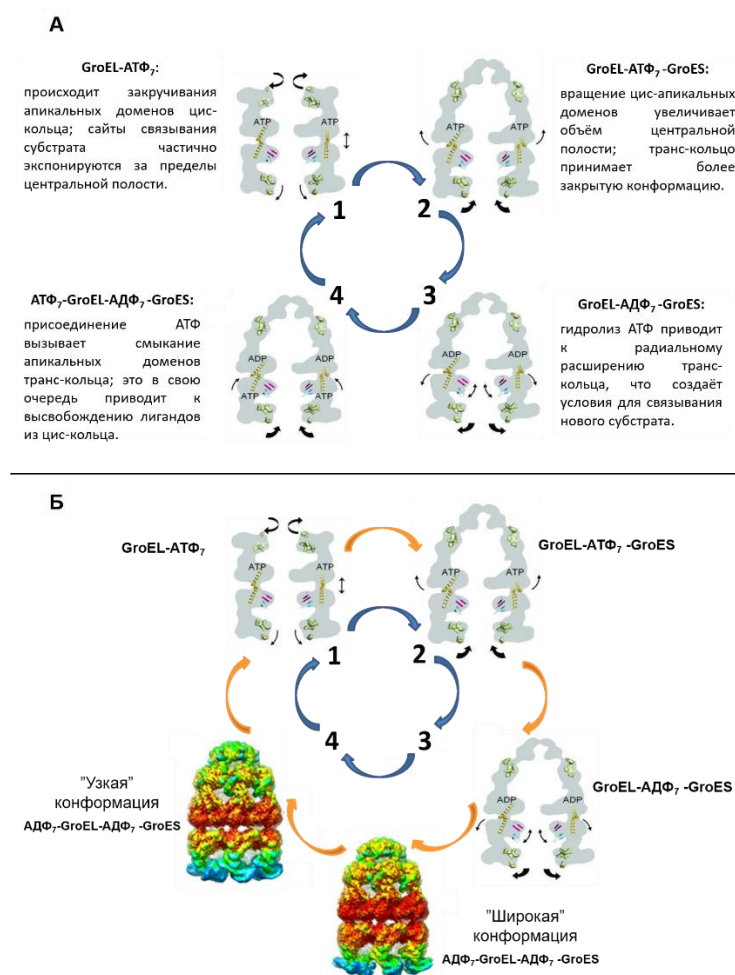 А
GroEL-АТФ₇:
происходит закручивания
апикальных доменов цис-
кольца; сайты связывания
субстрата частично
экспонируются за пределы
центральной полости.
ATP
ATP
GroEL-АТФ₇ -GroES:
вращение цис-апикальных
доменов увеличивает
объём центральной
полости; транс-кольцо
принимает более
закрытую конформацию.
1
2
4
3
АТФ₇-GroEL-АДФ₇ -GroES:
присоединение АТФ
вызывает смыкание
апикальных доменов
транс-кольца; это в свою
очередь приводит к
высвобождению лигандов
из цис-кольца.
ADP
ADP
ATP
ATP
ADP
ADP
GroEL-АДФ₇ -GroES:
гидролиз АТФ приводит
к радиальному
расширению транс-
кольца, что создаёт
условия для связывания
нового субстрата.
Б
GroEL-АТФ₇
ATP
ATP
ATP
ATP
GroEL-АТФ₇ -GroES
1
2
4
3
"Узкая"
конформация
АДФ₇-GroEL-АДФ₇ -GroES
ADP
ADP
GroEL-АДФ₇ -GroES
"Широкая"
конформация
АДФ₇-GroEL-АДФ₇ -GroES